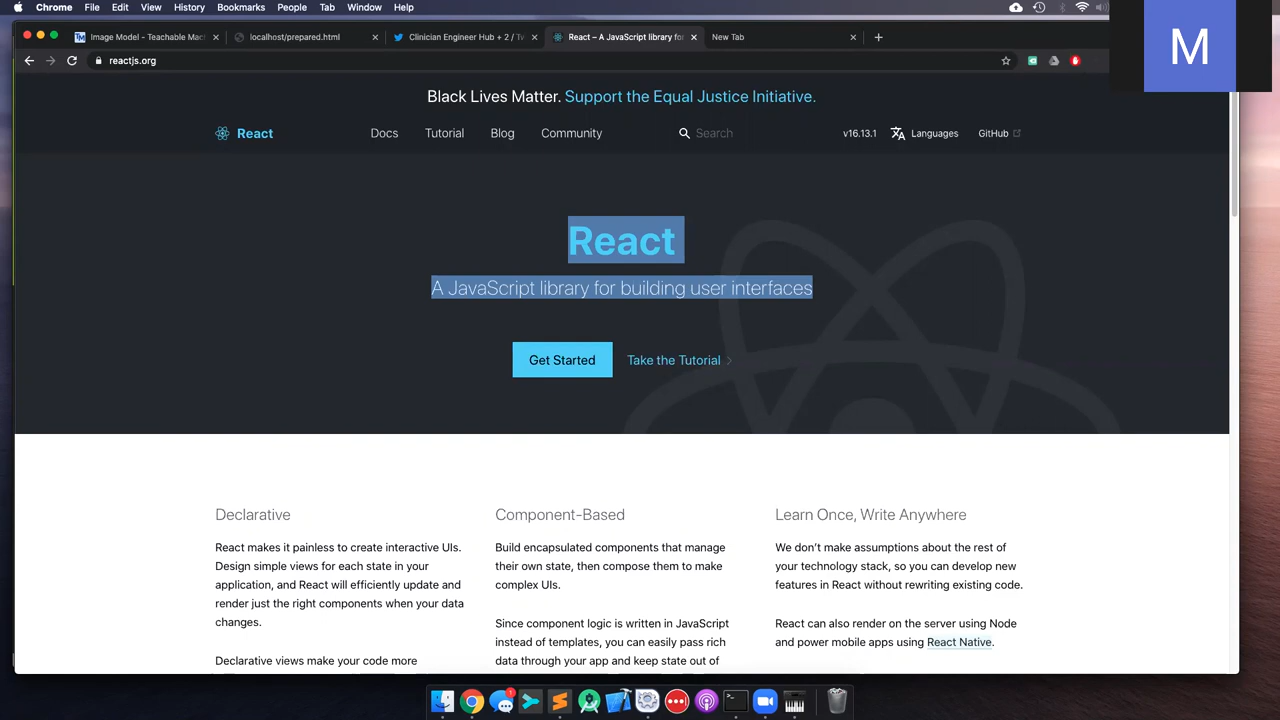 Chrome File Edit View History Bookmarks People Tab Window Help
Image Model - Teachable Mac
localhost/prepared.html
Clinician Engineer Hub + 2 / Tw
React – A JavaScript library for
New Tab
reactjs.org
M
Black Lives Matter. Support the Equal Justice Initiative.
React
Docs
Tutorial
Blog
Community
Search
v16.13.1
Languages
GitHub
React
A JavaScript library for building user interfaces
Get Started
Take the Tutorial
Declarative
React makes it painless to create interactive UIs.
Design simple views for each state in your
application, and React will efficiently update and
render just the right components when your data
changes.
Declarative views make your code more
Component-Based
Build encapsulated components that manage
their own state, then compose them to make
complex UIs.
Since component logic is written in JavaScript
instead of templates, you can easily pass rich
data through your app and keep state out of
Learn Once, Write Anywhere
We don't make assumptions about the rest of
your technology stack, so you can develop new
features in React without rewriting existing code.
React can also render on the server using Node
and power mobile apps using React Native.
1